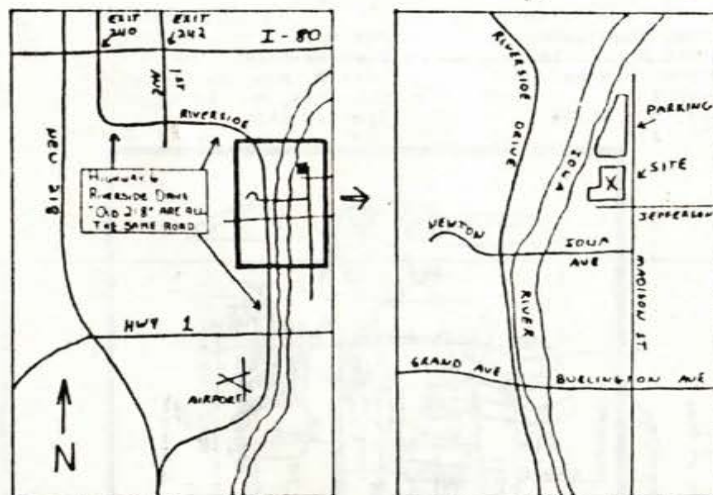 EXIT
240
EXIT
242
I-80
1ST
AVE
RIVERSIDE
NEW 218
HIGHWAY 6
RIVERSIDE DRIVE
"OLD 218" ARE ALL
THE SAME ROAD
HWY 1
AIRPORT
N
RIVERSIDE
DRIVE
IOWA
RIVER
PARKING
SITE
X
JEFFERSON
NEWTON
IOWA
AVE
MADISON ST
GRAND AVE
BURLINGTON AVE